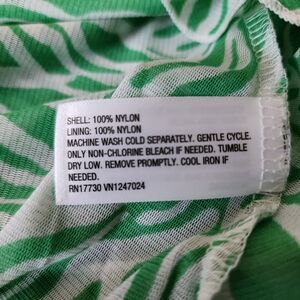 SHELL: 100% NYLON
LINING: 100% NYLON
MACHINE WASH COLD SEPARATELY. GENTLE CYCLE.
ONLY NON-CHLORINE BLEACH IF NEEDED. TUMBLE
DRY LOW. REMOVE PROMPTLY. COOL IRON IF
NEEDED.
RN17730 VN1247024